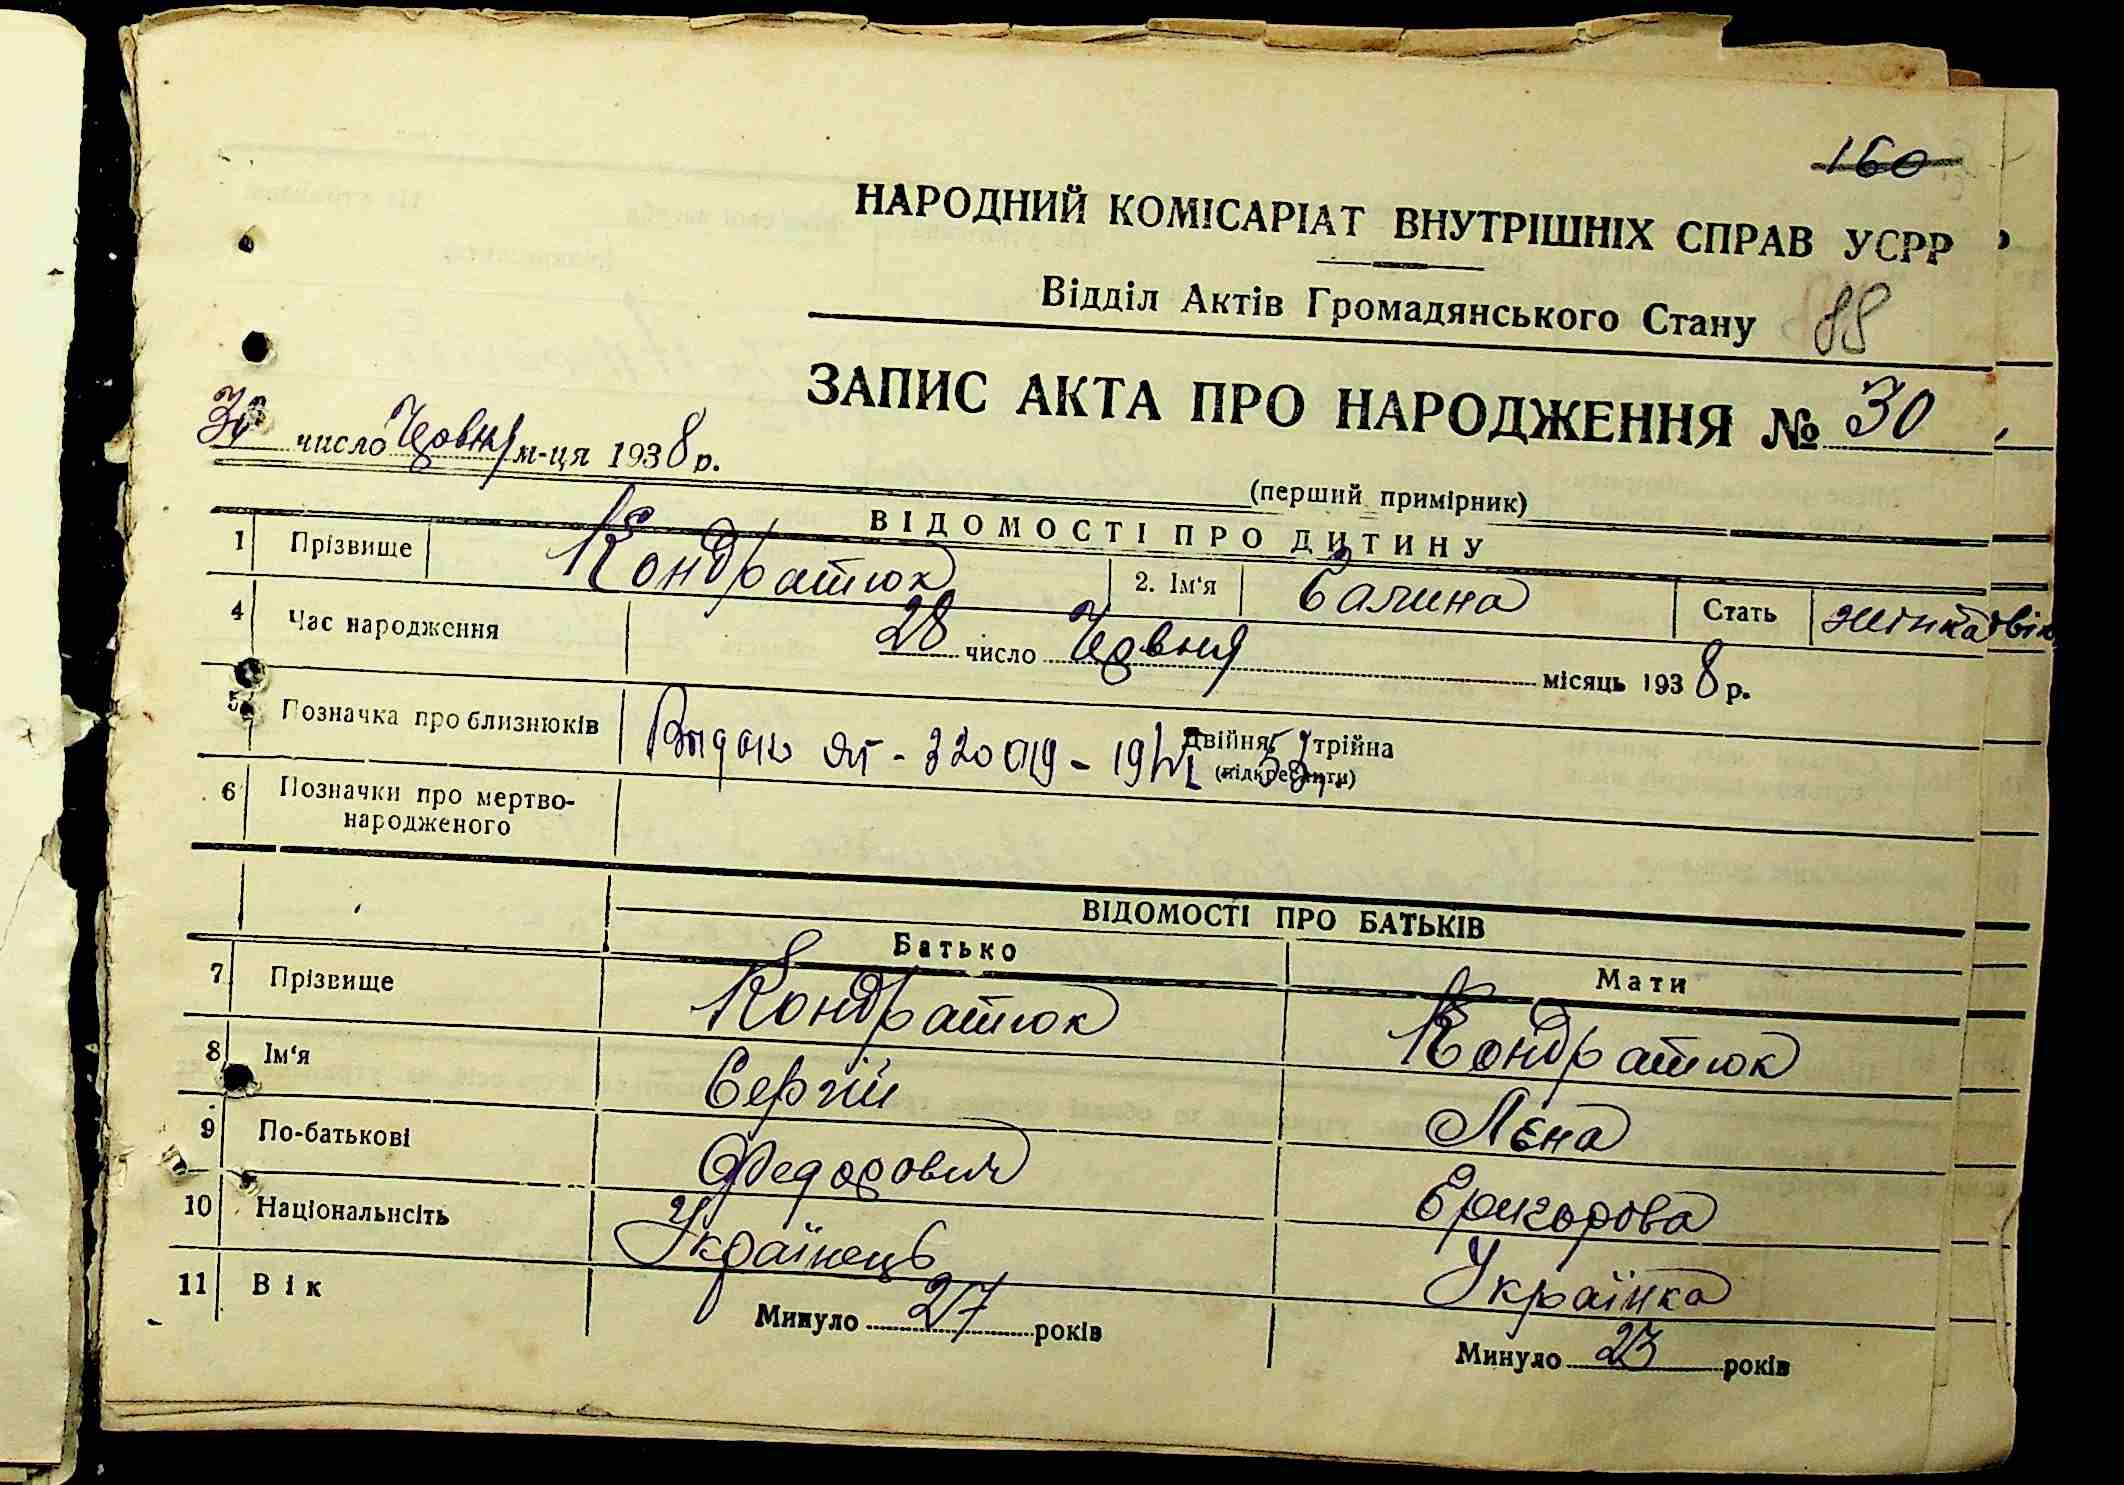 160
НАРОДНИЙ КОМІСАРІАТ ВНУТРІШНІХ СПРАВ УСРР
Відділ Актів Громадянського Стану 88
ЗАПИС АКТА ПРО НАРОДЖЕННЯ № 30
30 число Червня м-ця 1938 р.
(перший примірник)
ВІДОМОСТІ ПРО ДИТИНУ
1 Прізвище Кондратюк 2. Ім'я Галина Стать жінка
4 Час народження 28 число Червня місяць 1938 р.
5 Позначка про близнюків Двійня, трійна
(підкреслити)
6 Позначки про мертво-
народженого
ВІДОМОСТІ ПРО БАТЬКІВ
Батько Мати
7 Прізвище Кондратюк Кондратюк
8 Ім'я Сергій Лєна
9 По-батькові Федорович Григорова
10 Національність Українець Українка
11 Вік Минуло 27 років Минуло 23 років